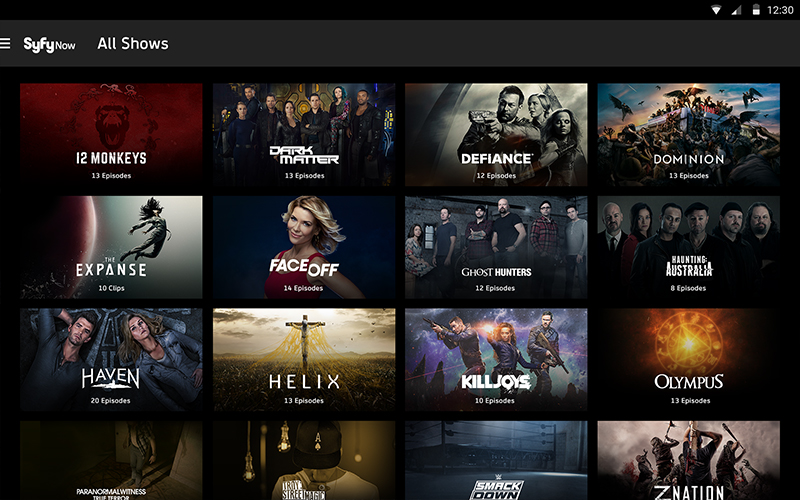 12:30
Syfy Now
All Shows
12 MONKEYS
13 Episodes
DARK
MATTER
13 Episodes
DEFIANCE
12 Episodes
DOMINION
13 Episodes
THE
EXPANSE
10 Clips
FACE OFF
14 Episodes
GHOST HUNTERS
12 Episodes
HAUNTING:
AUSTRALIA
8 Episodes
HAVEN
20 Episodes
HELIX
13 Episodes
KILLJOYS
10 Episodes
OLYMPUS
13 Episodes
PARANORMAL WITNESS
TRUE TERROR
TROY:
STREET MAGIC
SMACK
DOWN
Z NATION